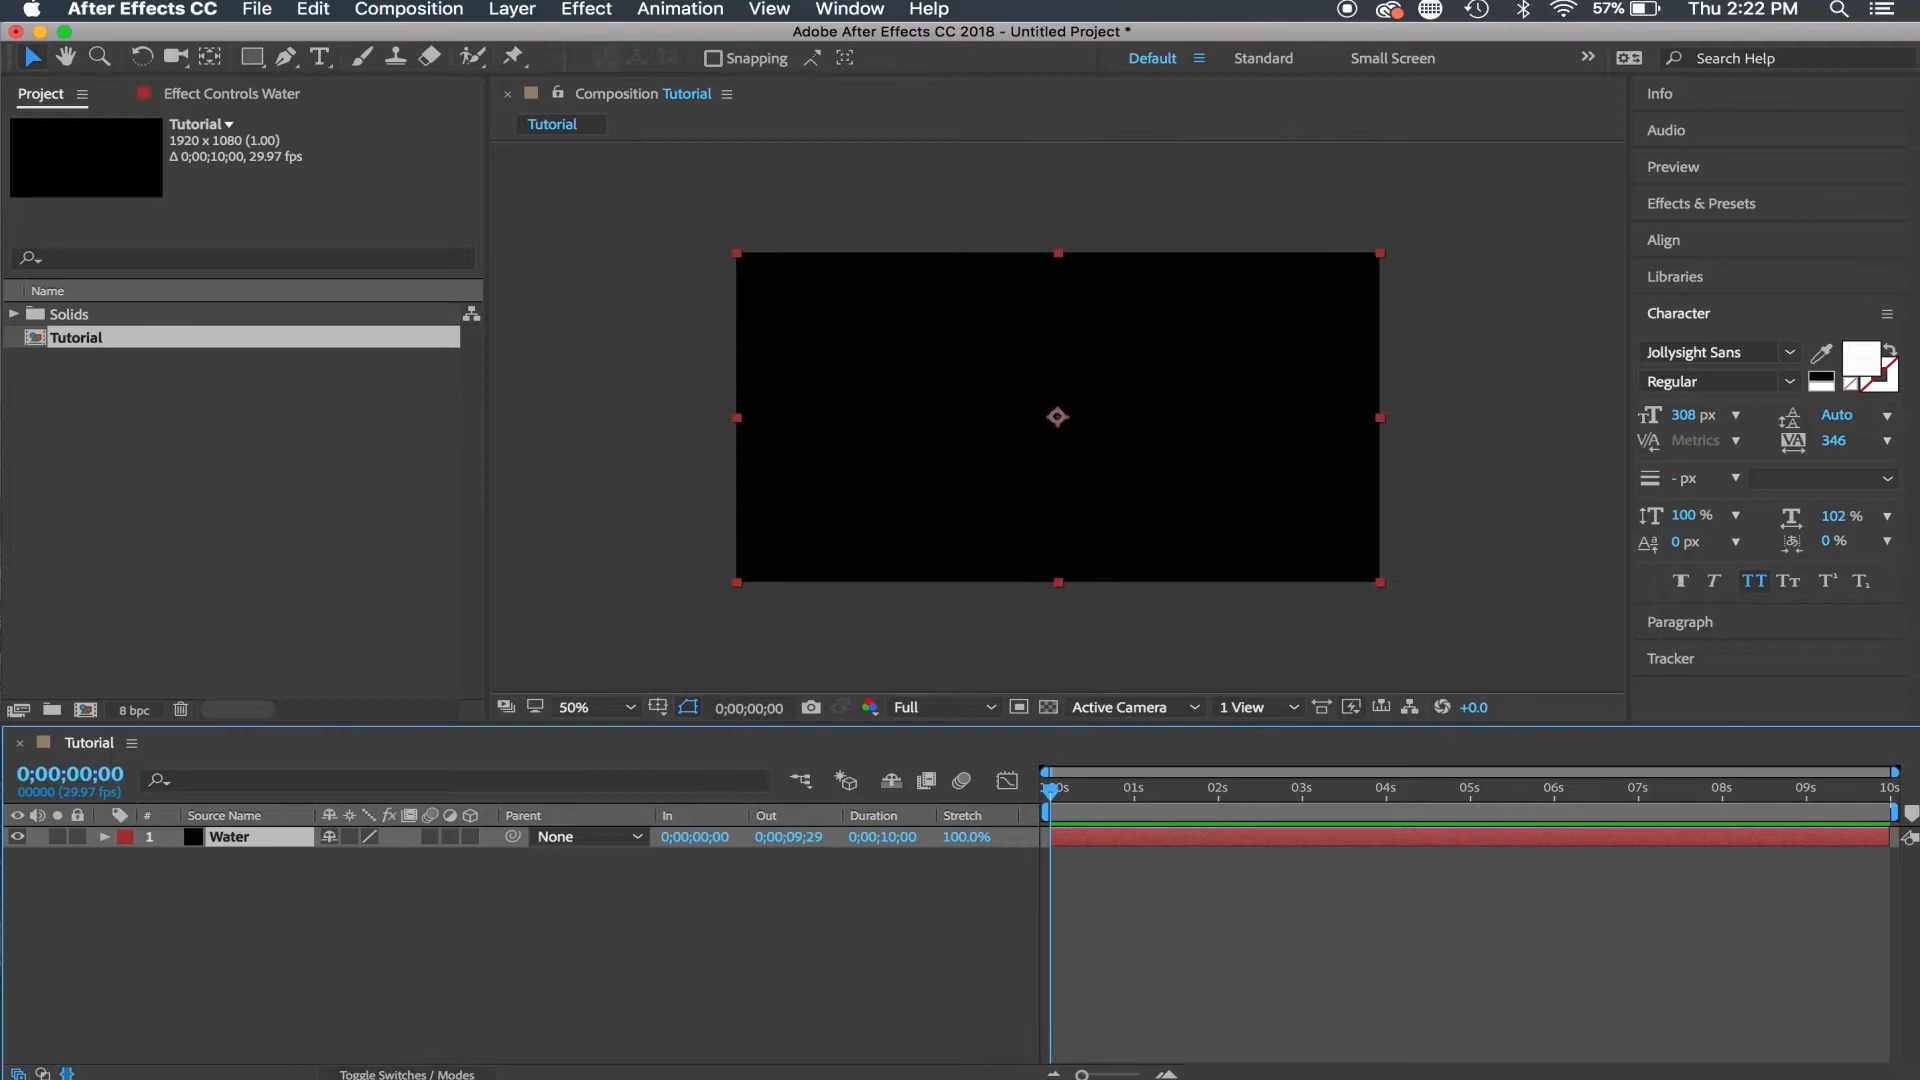 After Effects CC File Edit Composition Layer Effect Animation View Window Help 57% Thu 2:22 PM
Adobe After Effects CC 2018 - Untitled Project *
Snapping Default Standard Small Screen Search Help
Project Effect Controls Water
Composition Tutorial
Tutorial
1920 x 1080 (1.00)
Δ 0;00;10;00, 29.97 fps
Tutorial
Name
Solids
Tutorial
8 bpc
50% 0;00;00;00 Full Active Camera 1 View +0.0
Info
Audio
Preview
Effects & Presets
Align
Libraries
Character
Jollysight Sans
Regular
308 px Auto
Metrics 346
- px
100 % 102 %
0 px 0 %
T T TT Tт T¹ T₁
Paragraph
Tracker
Tutorial
0;00;00;00
00000 (29.97 fps)
:00s 01s 02s 03s 04s 05s 06s 07s 08s 09s 10s
# Source Name fx Parent In Out Duration Stretch
1 Water None 0;00;00;00 0;00;09;29 0;00;10;00 100.0%
Toggle Switches / Modes